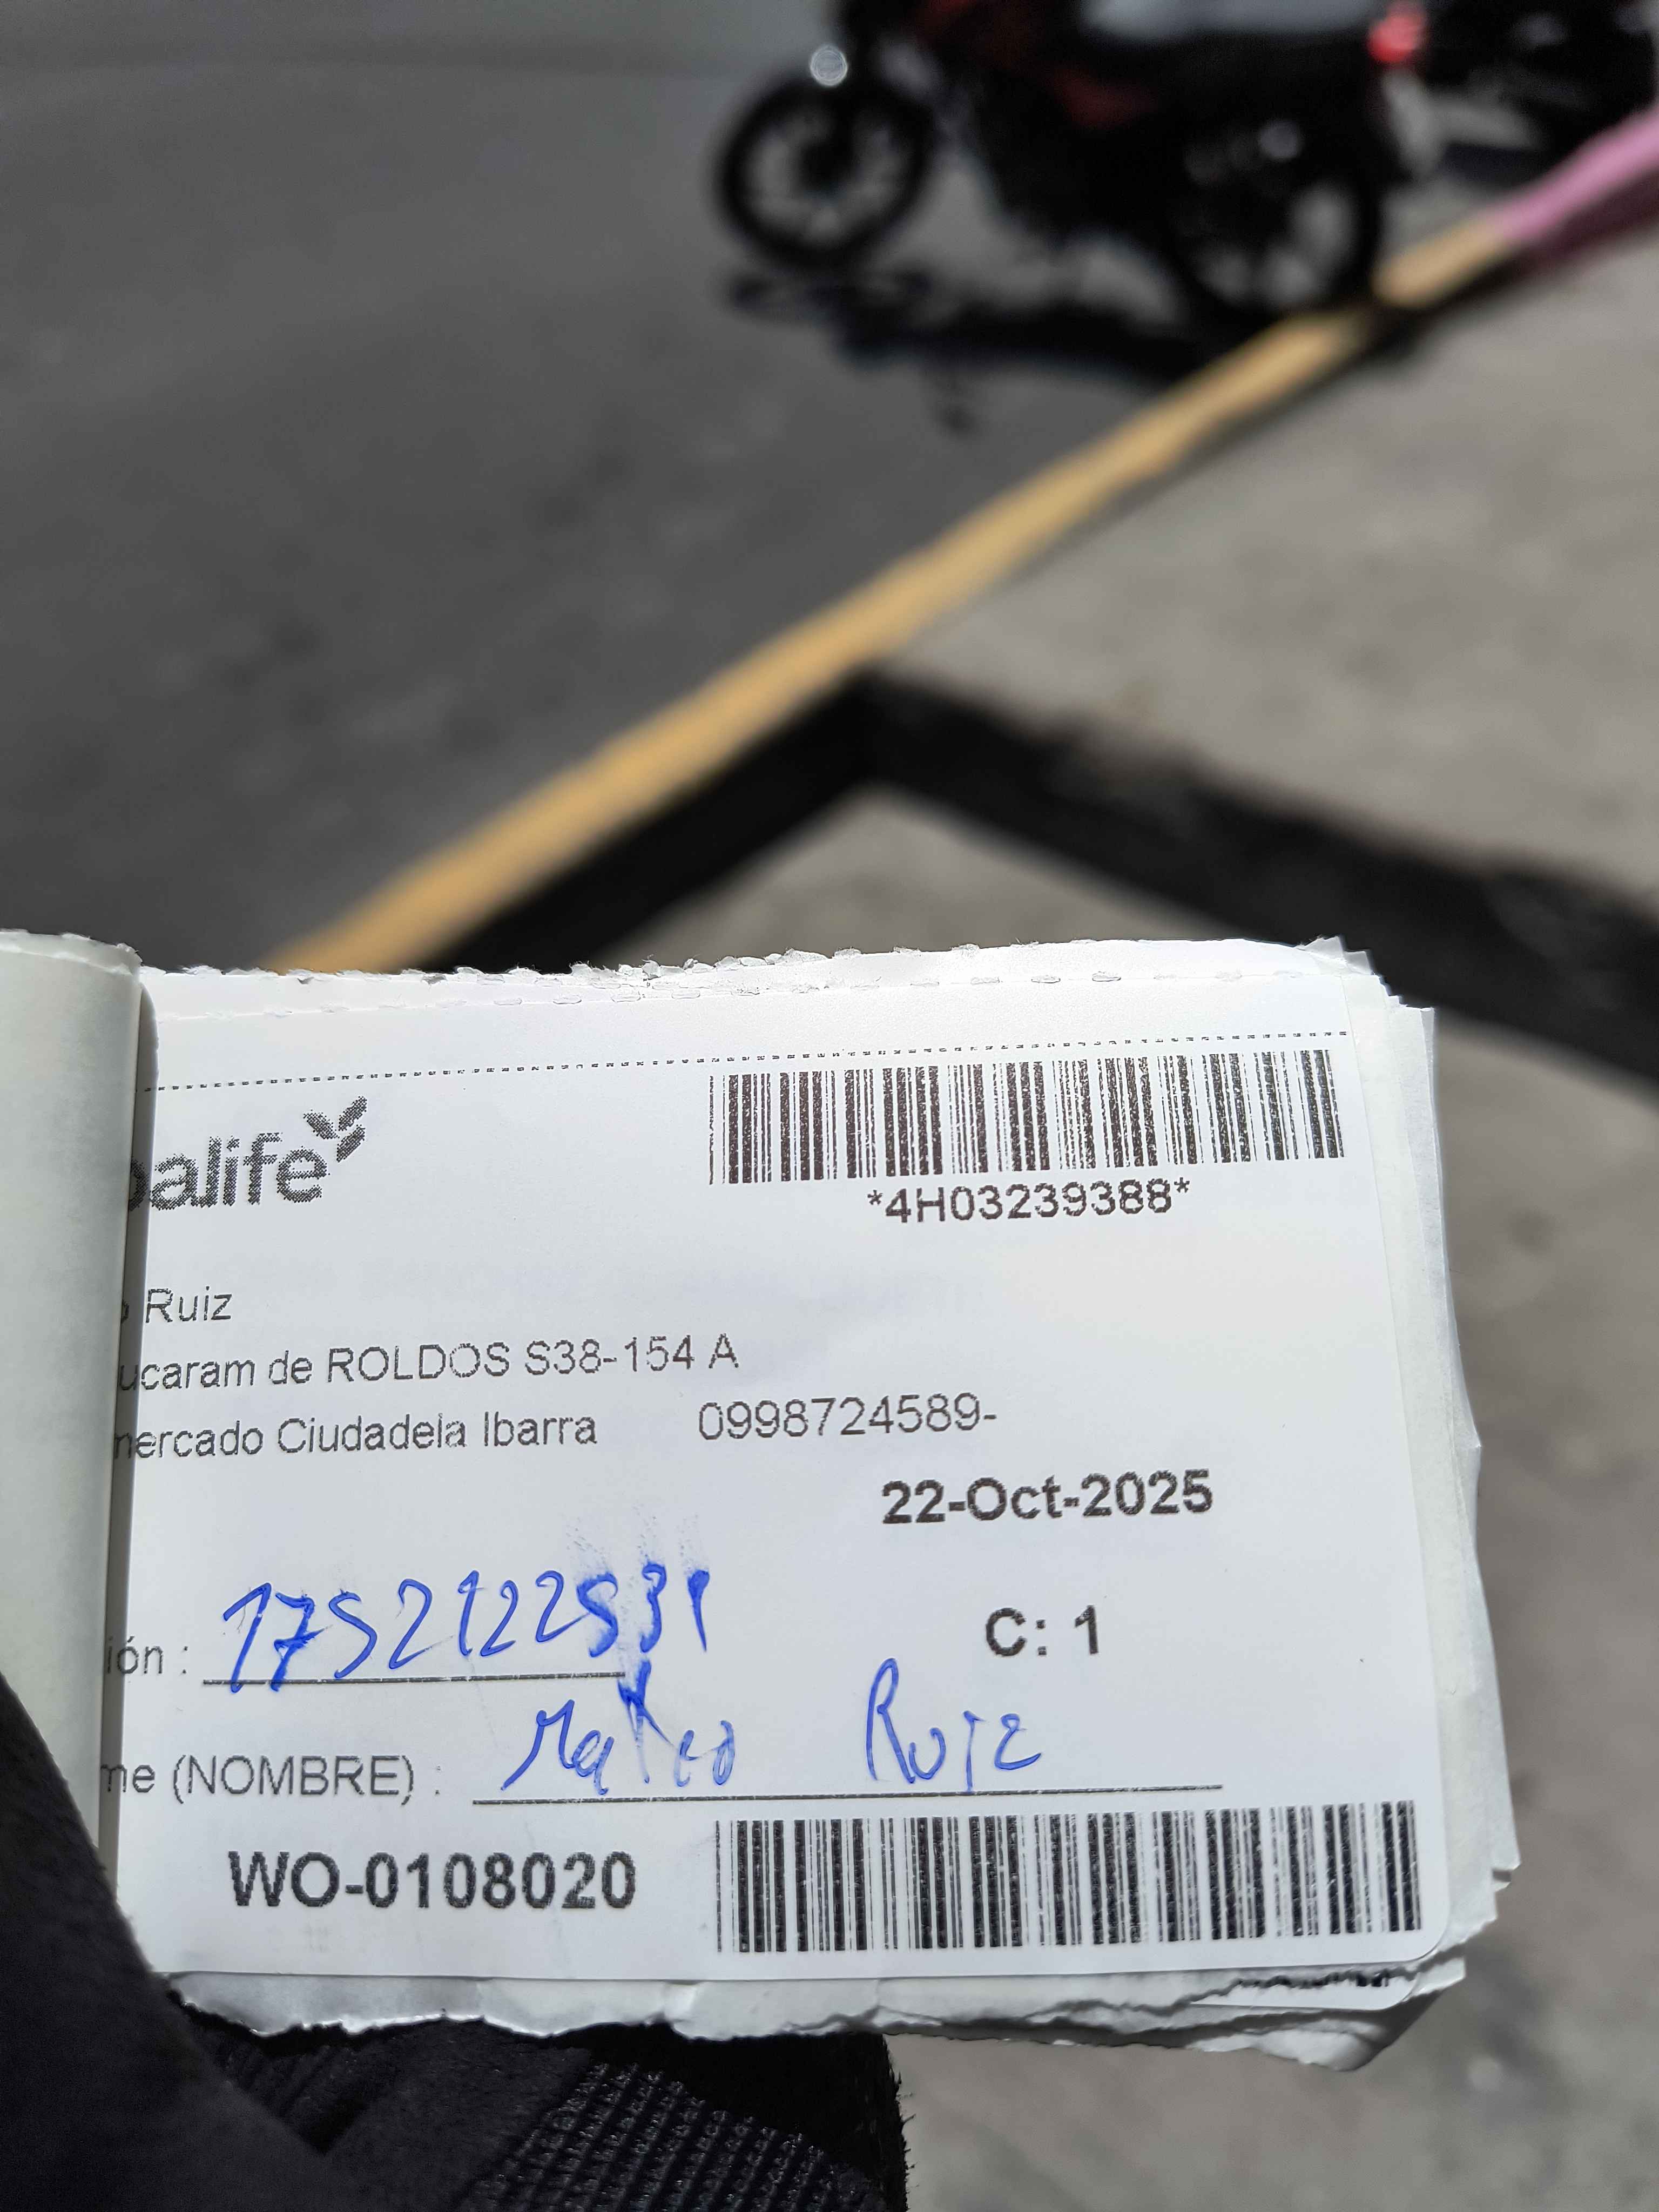 balife
*4H03239388*
Ruiz
ucaram de ROLDOS S38-154 A
mercado Ciudadela Ibarra 0998724589-
22-Oct-2025
ión : 1752122531
C: 1
me (NOMBRE) : Mateo Ruiz
WO-0108020